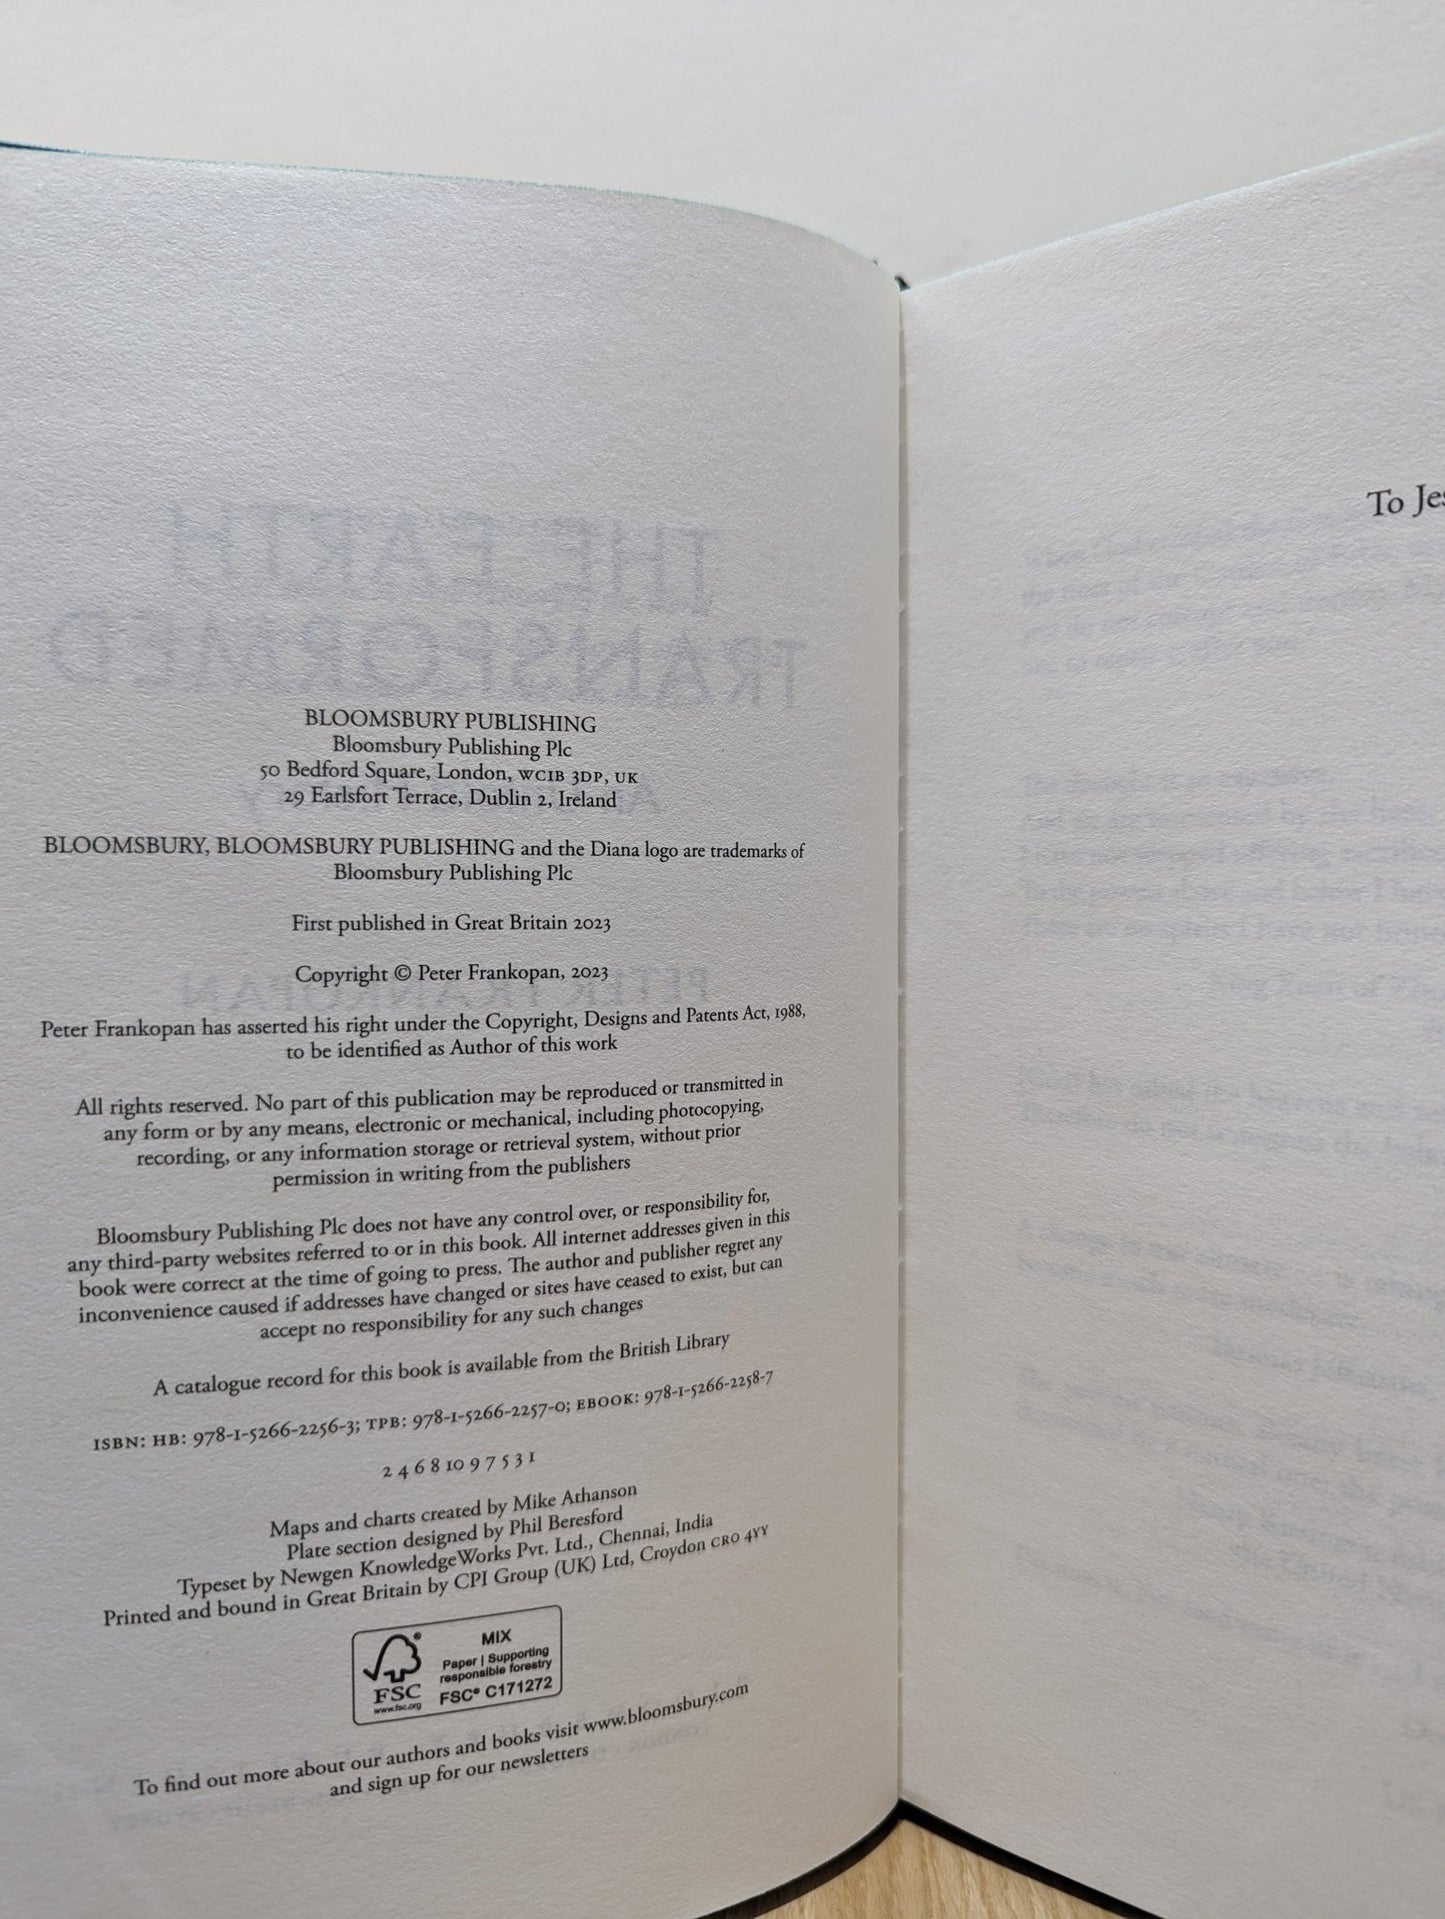 BLOOMSBURY PUBLISHING
Bloomsbury Publishing Plc
50 Bedford Square, London, WC1B 3DP, UK
29 Earlsfort Terrace, Dublin 2, Ireland
BLOOMSBURY, BLOOMSBURY PUBLISHING and the Diana logo are trademarks of
Bloomsbury Publishing Plc
First published in Great Britain 2023
Copyright © Peter Frankopan, 2023
Peter Frankopan has asserted his right under the Copyright, Designs and Patents Act, 1988,
to be identified as Author of this work
All rights reserved. No part of this publication may be reproduced or transmitted in
any form or by any means, electronic or mechanical, including photocopying,
recording, or any information storage or retrieval system, without prior
permission in writing from the publishers
Bloomsbury Publishing Plc does not have any control over, or responsibility for,
any third-party websites referred to or in this book. All internet addresses given in this
book were correct at the time of going to press. The author and publisher regret any
inconvenience caused if addresses have changed or sites have ceased to exist, but can
accept no responsibility for any such changes
A catalogue record for this book is available from the British Library
ISBN: HB: 978-1-5266-2256-3; TPB: 978-1-5266-2257-0; EBOOK: 978-1-5266-2258-7
2 4 6 8 10 9 7 5 3 1
Maps and charts created by Mike Athanson
Plate section designed by Phil Beresford
Typeset by Newgen KnowledgeWorks Pvt. Ltd., Chennai, India
Printed and bound in Great Britain by CPI Group (UK) Ltd, Croydon CR0 4YY
FSC®
www.fsc.org
MIX
Paper | Supporting
responsible forestry
FSC® C171272
To find out more about our authors and books visit www.bloomsbury.com
and sign up for our newsletters
To Jes